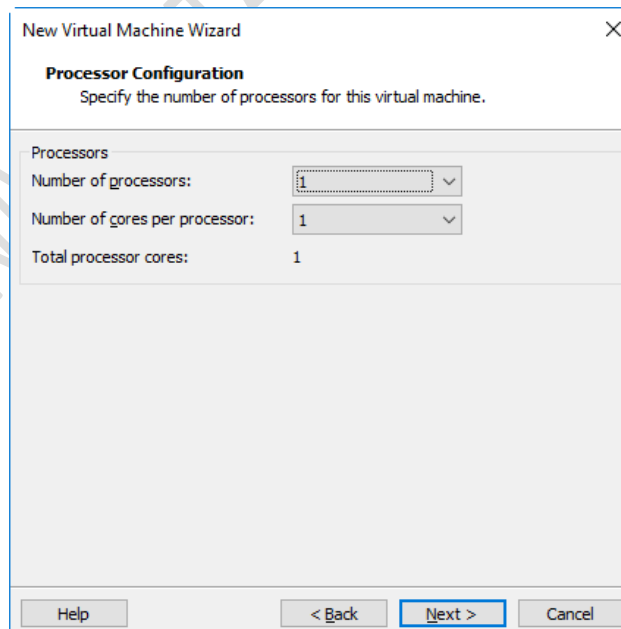 New Virtual Machine Wizard
Processor Configuration
Specify the number of processors for this virtual machine.
Processors
Number of processors: 1
Number of cores per processor: 1
Total processor cores: 1
Help < Back Next > Cancel